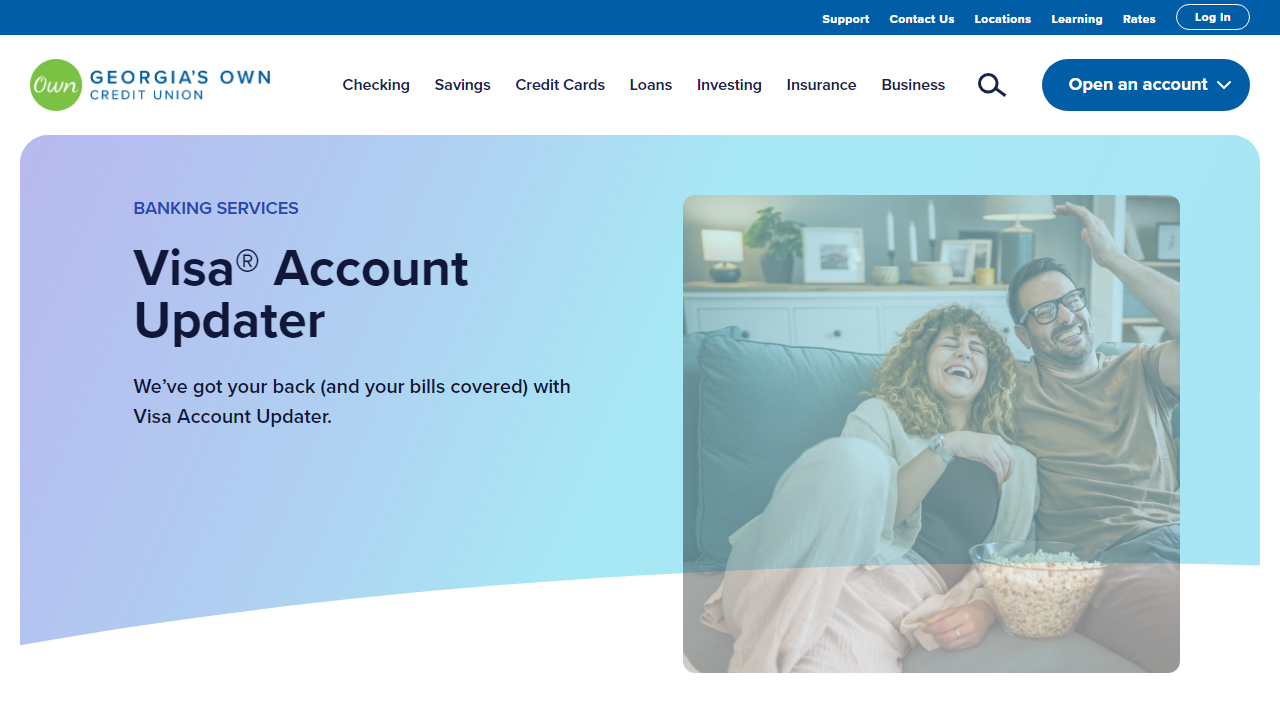 Support Contact Us Locations Learning Rates Log In
Own GEORGIA'S OWN
CREDIT UNION
Checking Savings Credit Cards Loans Investing Insurance Business Open an account
BANKING SERVICES
Visa® Account
Updater
We’ve got your back (and your bills covered) with
Visa Account Updater.